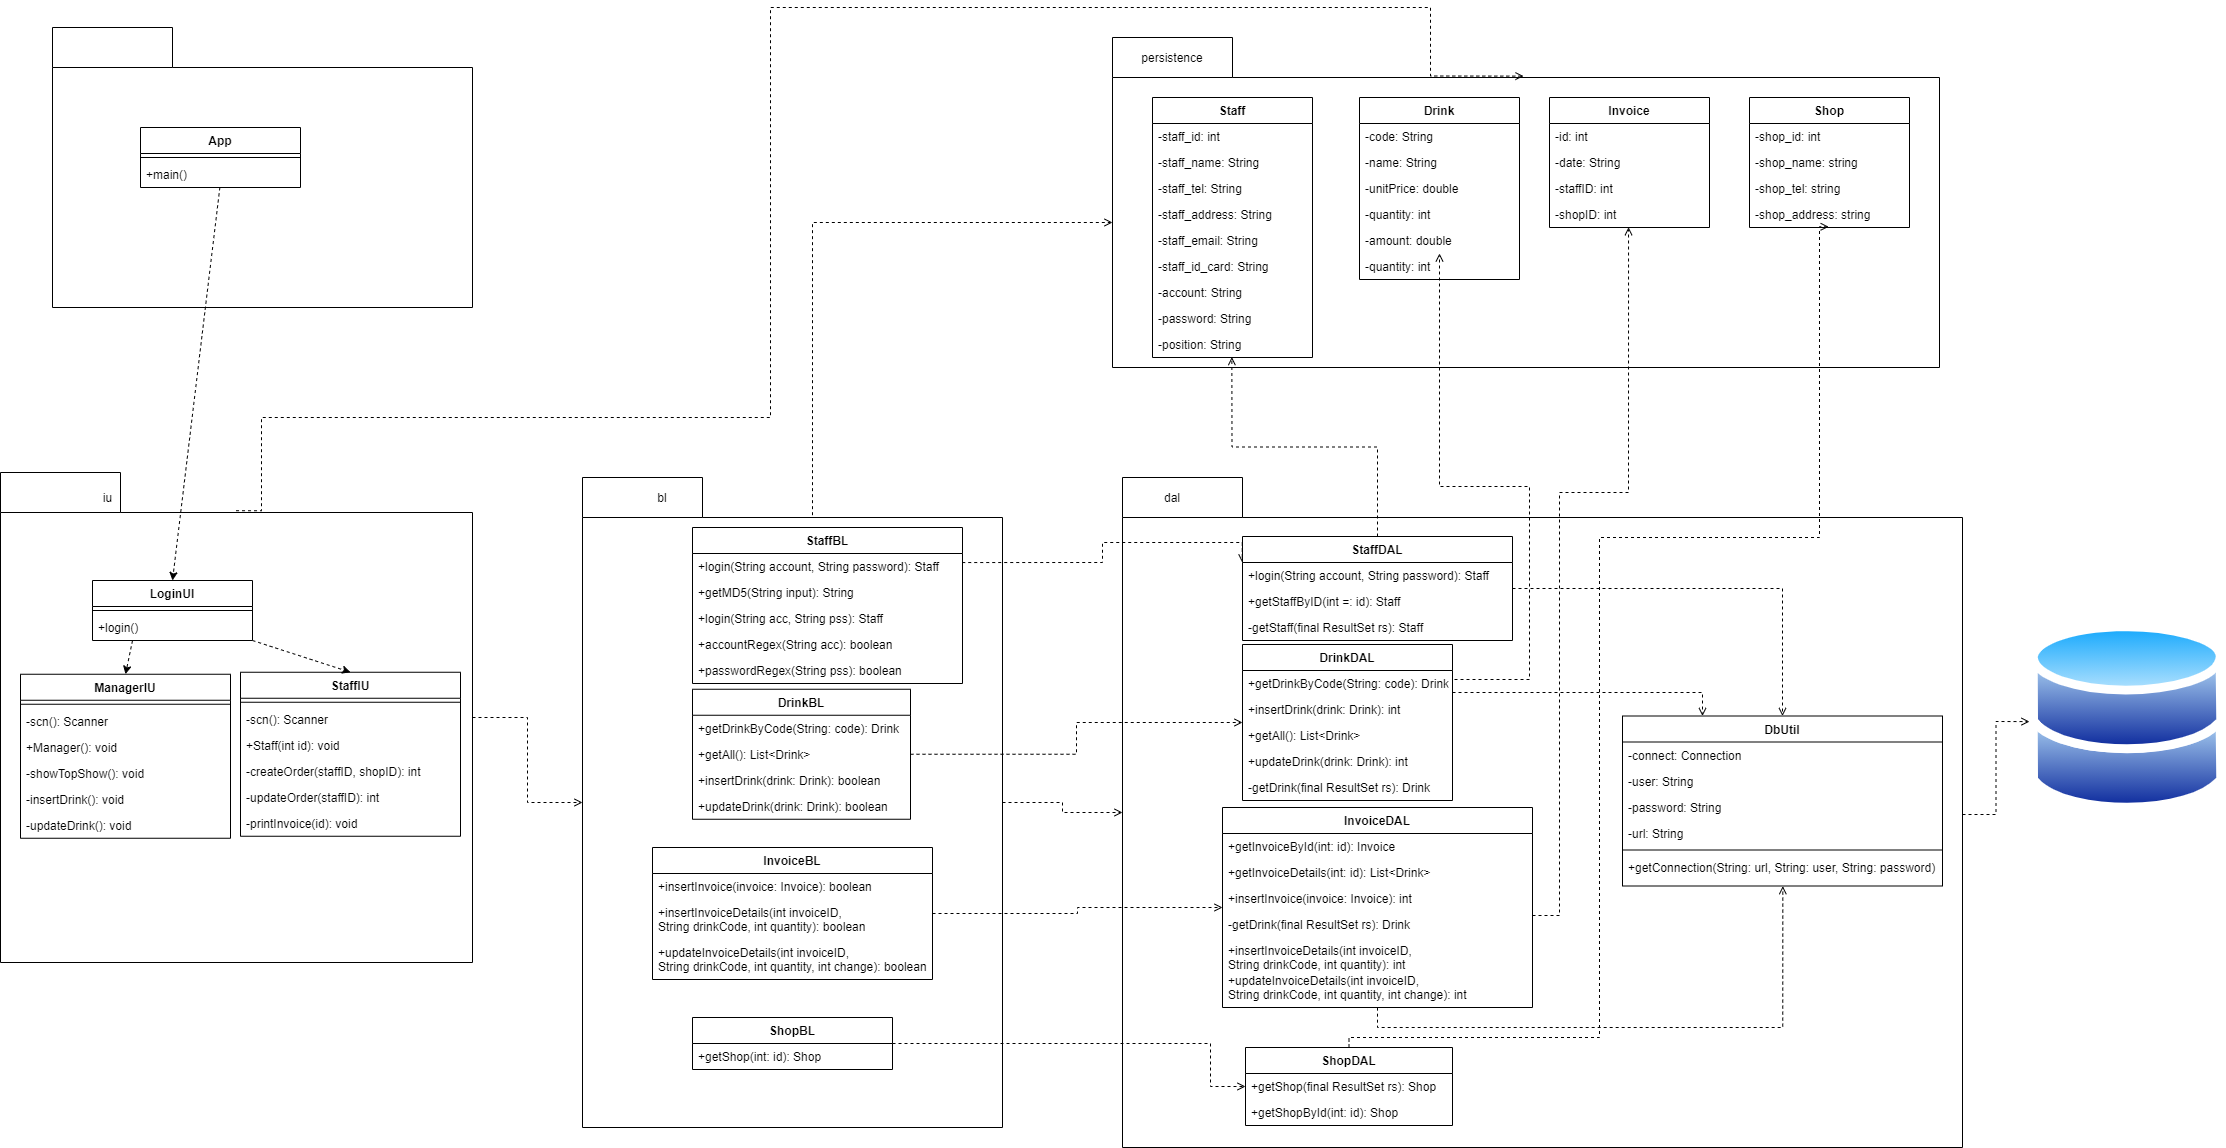 App
+main()
persistence
Staff
-staff_id: int
-staff_name: String
-staff_tel: String
-staff_address: String
-staff_email: String
-staff_id_card: String
-account: String
-password: String
-position: String
Drink
-code: String
-name: String
-unitPrice: double
-quantity: int
-amount: double
-quantity: int
Invoice
-id: int
-date: String
-staffID: int
-shopID: int
Shop
-shop_id: int
-shop_name: string
-shop_tel: string
-shop_address: string
iu
LoginUI
+login()
ManagerIU
-scn(): Scanner
+Manager(): void
-showTopShow(): void
-insertDrink(): void
-updateDrink(): void
StaffIU
-scn(): Scanner
+Staff(int id): void
-createOrder(staffID, shopID): int
-updateOrder(staffID): int
-printInvoice(id): void
bl
StaffBL
+login(String account, String password): Staff
+getMD5(String input): String
+login(String acc, String pss): Staff
+accountRegex(String acc): boolean
+passwordRegex(String pss): boolean
DrinkBL
+getDrinkByCode(String: code): Drink
+getAll(): List<Drink>
+insertDrink(drink: Drink): boolean
+updateDrink(drink: Drink): boolean
InvoiceBL
+insertInvoice(invoice: Invoice): boolean
+insertInvoiceDetails(int invoiceID,
String drinkCode, int quantity): boolean
+updateInvoiceDetails(int invoiceID,
String drinkCode, int quantity, int change): boolean
ShopBL
+getShop(int: id): Shop
dal
StaffDAL
+login(String account, String password): Staff
+getStaffByID(int =: id): Staff
-getStaff(final ResultSet rs): Staff
DrinkDAL
+getDrinkByCode(String: code): Drink
+insertDrink(drink: Drink): int
+getAll(): List<Drink>
+updateDrink(drink: Drink): int
-getDrink(final ResultSet rs): Drink
InvoiceDAL
+getInvoiceById(int: id): Invoice
+getInvoiceDetails(int: id): List<Drink>
+insertInvoice(invoice: Invoice): int
-getDrink(final ResultSet rs): Drink
+insertInvoiceDetails(int invoiceID,
String drinkCode, int quantity): int
+updateInvoiceDetails(int invoiceID,
String drinkCode, int quantity, int change): int
ShopDAL
+getShop(final ResultSet rs): Shop
+getShopById(int: id): Shop
DbUtil
-connect: Connection
-user: String
-password: String
-url: String
+getConnection(String: url, String: user, String: password)